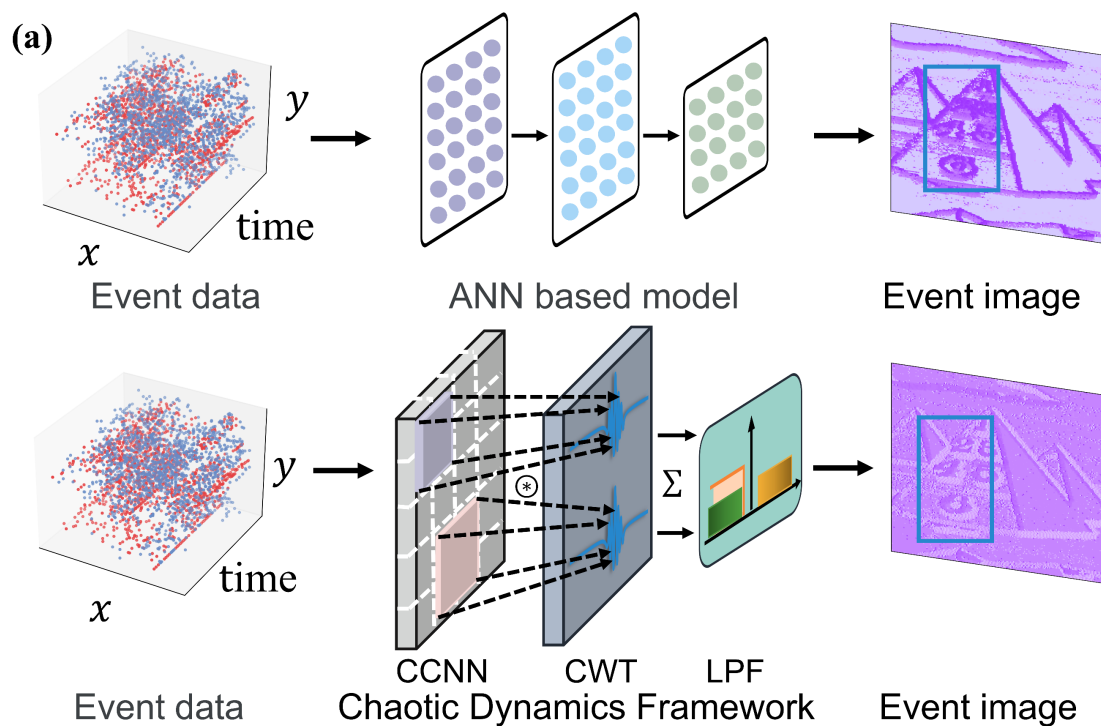 (a)
y
time
x
Event data
ANN based model
Event image
y
time
x
Σ
CCNN
CWT
LPF
Event data
Chaotic Dynamics Framework
Event image